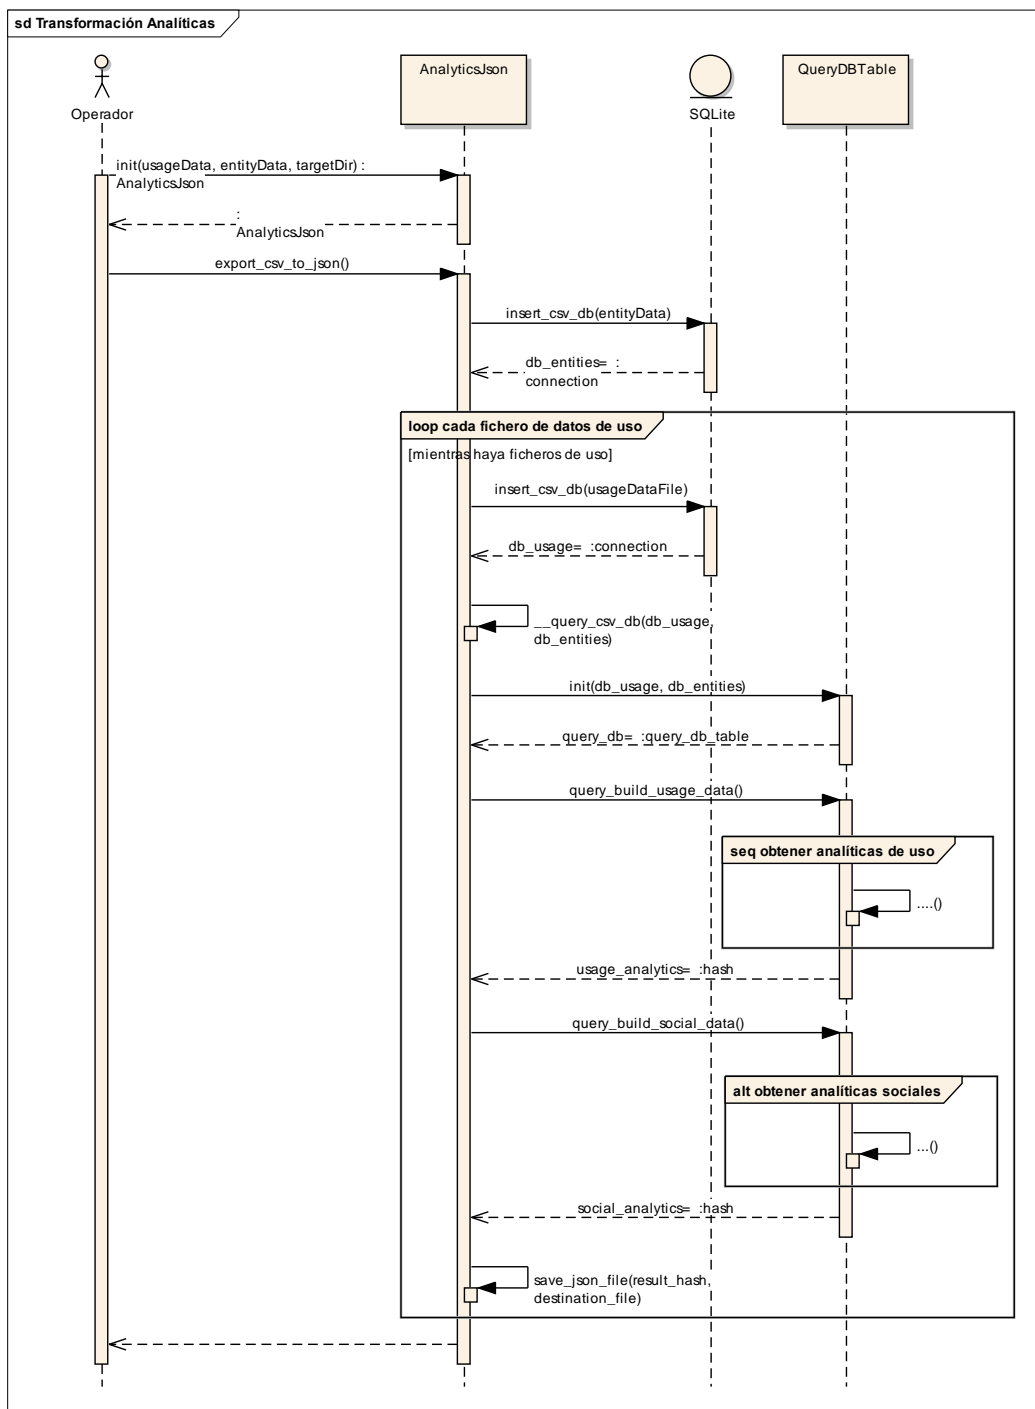 sd Transformación Analíticas
Operador
AnalyticsJson
SQLite
QueryDBTable
init(usageData, entityData, targetDir) :
AnalyticsJson
:
AnalyticsJson
export_csv_to_json()
insert_csv_db(entityData)
db_entities= :
connection
loop cada fichero de datos de uso
[mientras haya ficheros de uso]
insert_csv_db(usageDataFile)
db_usage= :connection
__query_csv_db(db_usage,
db_entities)
init(db_usage, db_entities)
query_db= :query_db_table
query_build_usage_data()
seq obtener analíticas de uso
....()
usage_analytics= :hash
query_build_social_data()
alt obtener analíticas sociales
...()
social_analytics= :hash
save_json_file(result_hash,
destination_file)